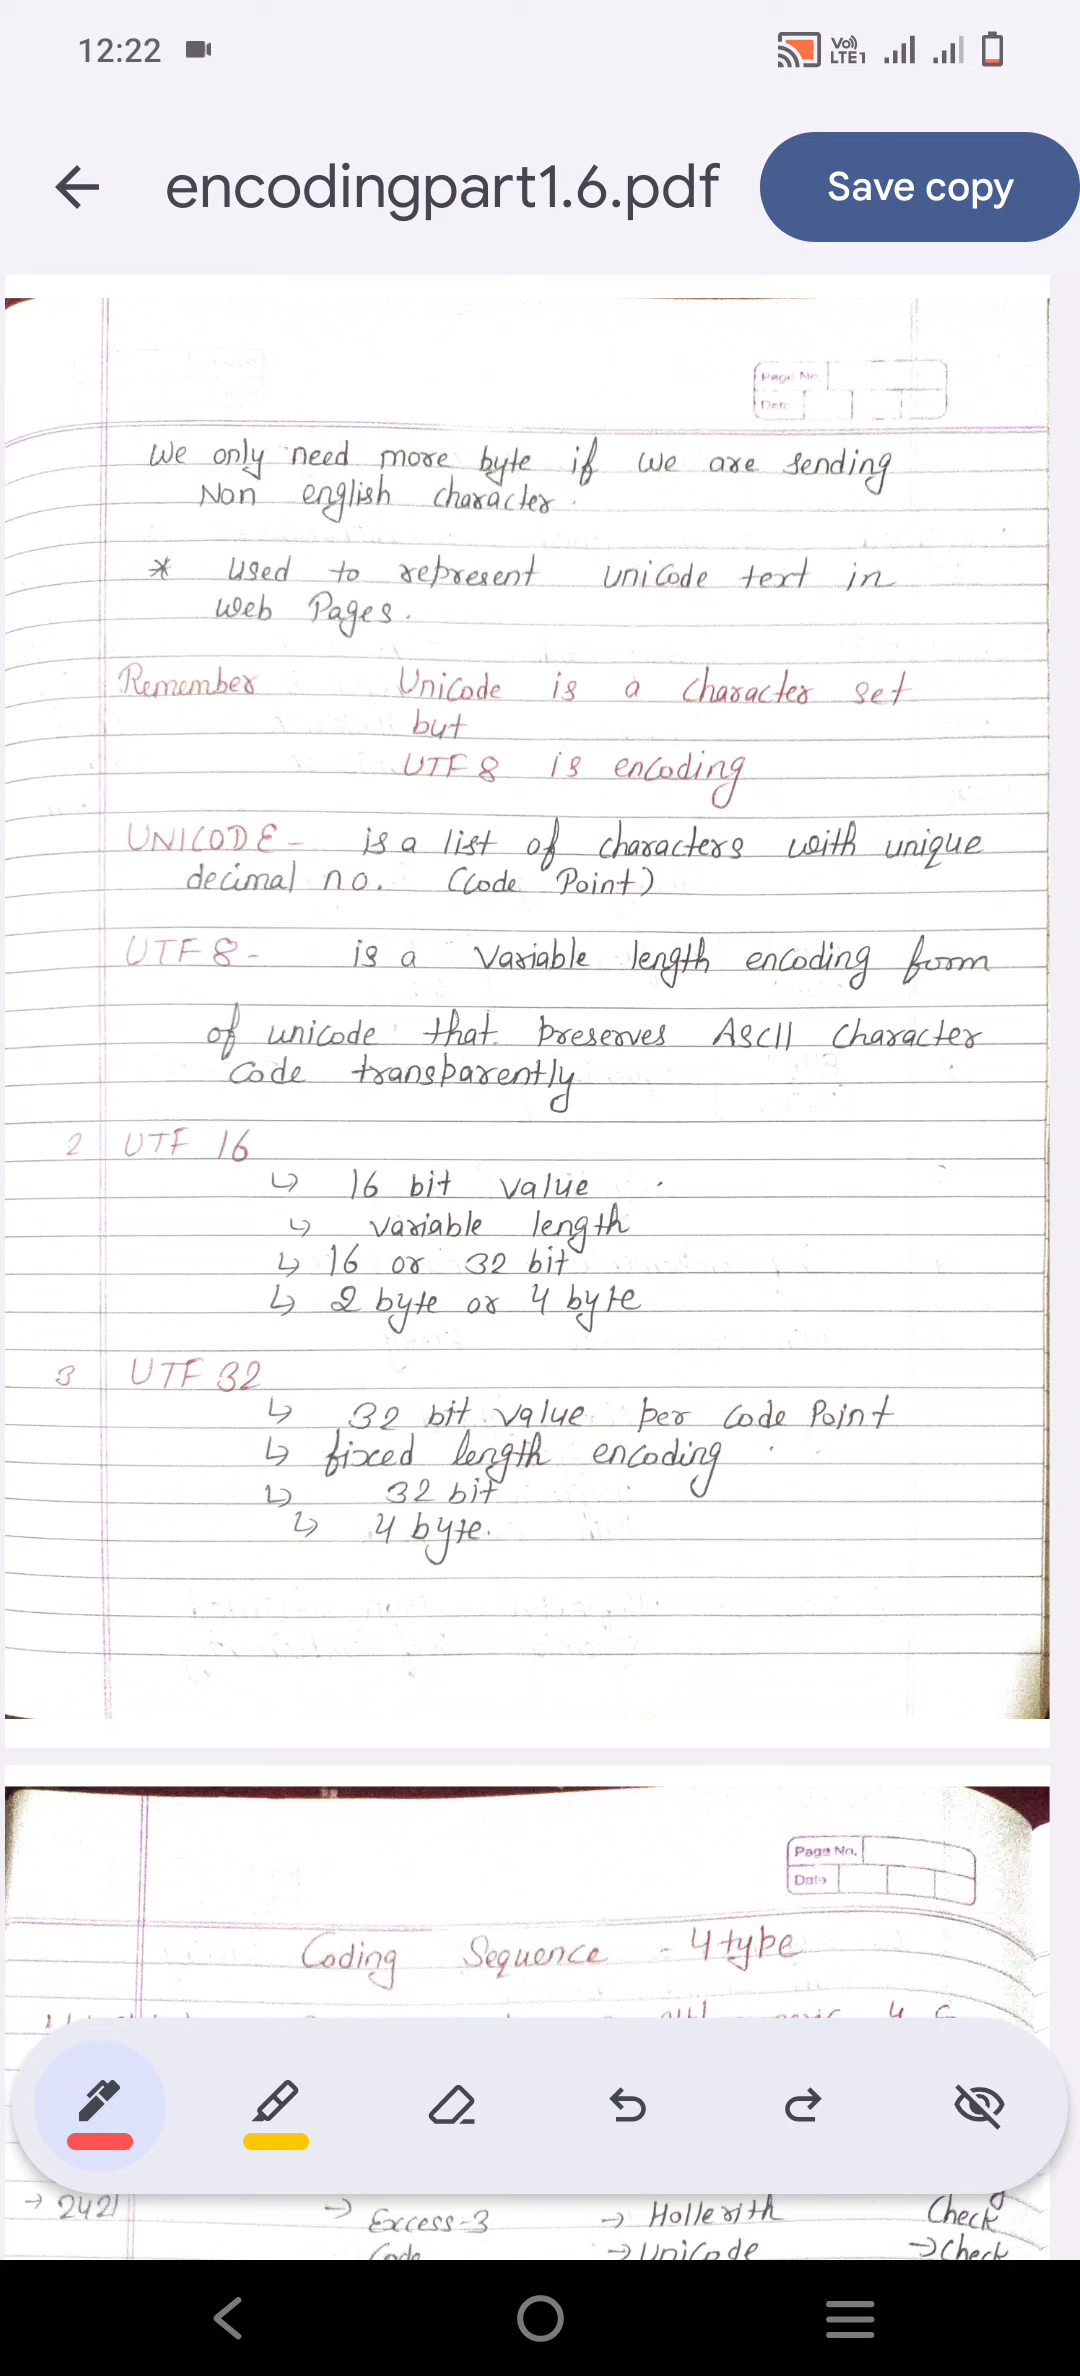 12:22
Vo) LTE1
encodingpart1.6.pdf
Save copy
Page No.
Date
We only need more byte if we are sending
Non english character.
* used to represent unicode text in
web Pages.
Remember Unicode is a character set
but
UTF 8 is encoding
UNICODE - is a list of characters with unique
decimal no. (Code Point)
UTF 8 - is a variable length encoding form
of unicode that preserves ASCII Character
Code transparently
2 UTF 16
↳ 16 bit value
↳ variable length
↳ 16 or 32 bit
↳ 2 byte or 4 byte
3 UTF 32
↳ 32 bit value per code Point
↳ fixed length encoding
↳ 32 bit
↳ 4 byte.
Page No.
Date
Coding Sequence - 4 type
→ 2421 → Excess-3 → Hollerith Check
Code → Unicode → Check